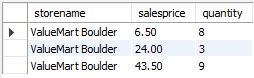 storename salesprice quantity
ValueMart Boulder 6.50 8
ValueMart Boulder 24.00 3
ValueMart Boulder 43.50 9